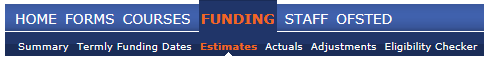 HOME FORMS COURSES FUNDING STAFF OFSTED
Summary Termly Funding Dates Estimates Actuals Adjustments Eligibility Checker